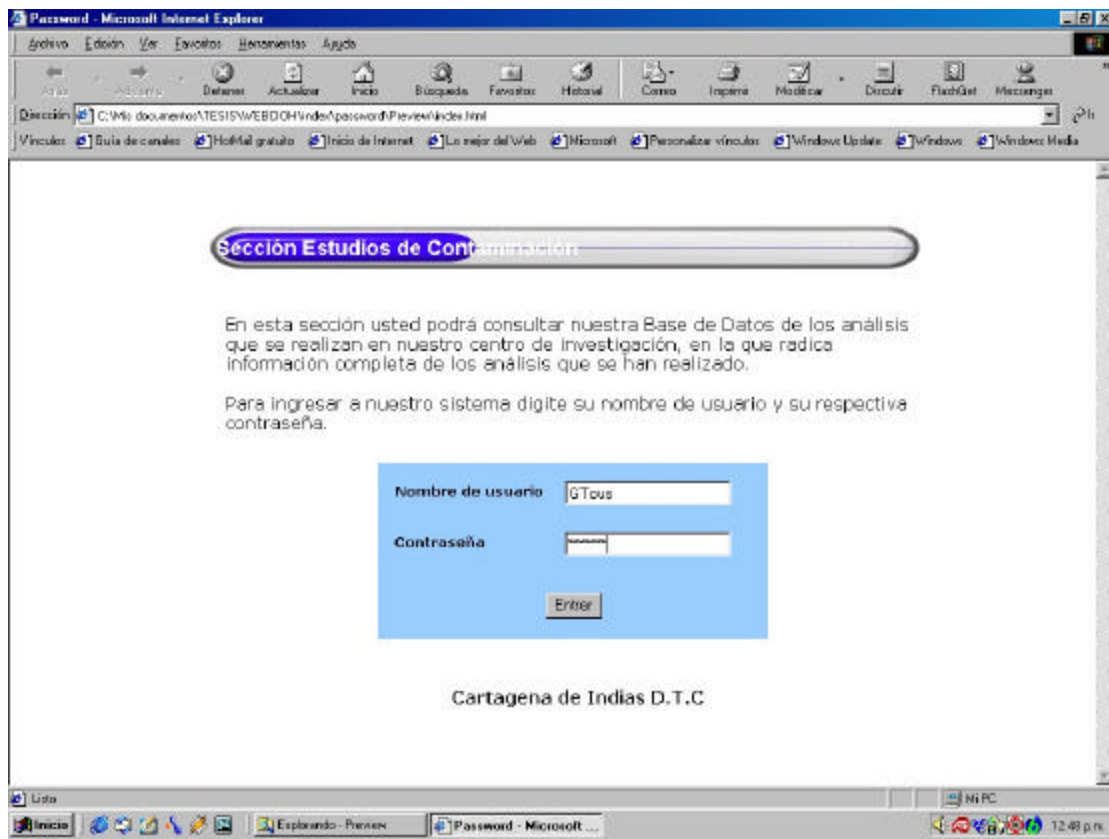 Password - Microsoft Internet Explorer
Archivo Edición Ver Favoritos Herramientas Ayuda
Atrás Adelante Detener Actualizar Inicio Búsqueda Favoritos Historial Correo Imprimir Modificar Discutir FlashGet Messenger
Dirección C:\Mis documentos\TESIS\WEBCIOH\index\password\Preview\index.html
Vínculos Guía de canales HotMail gratuito Inicio de Internet Lo mejor del Web Microsoft Personalizar vínculos Windows Update Windows Windows Media
Sección Estudios de Contaminación
En esta sección usted podrá consultar nuestra Base de Datos de los análisis
que se realizan en nuestro centro de Investigación, en la que radica
información completa de los análisis que se han realizado.
Para ingresar a nuestro sistema digite su nombre de usuario y su respectiva
contraseña.
Nombre de usuario GTous
Contraseña
Entrar
Cartagena de Indias D.T.C
Listo Mi PC
Inicio Explorando - Preview Password - Microsoft ... 12:48 p.m.